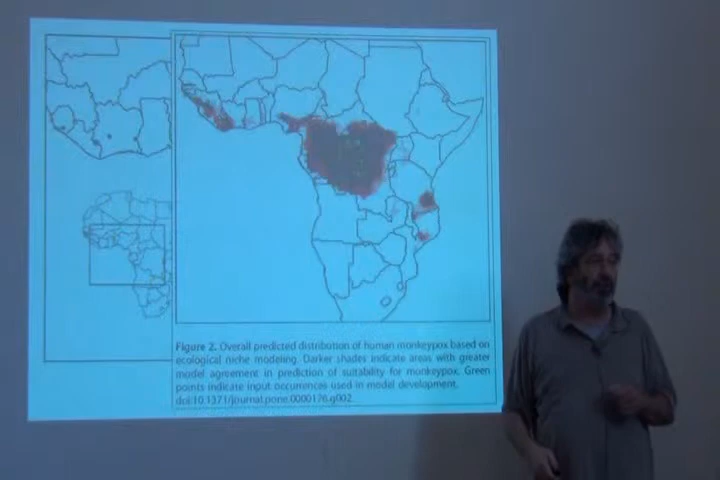 Figure 2. Overall predicted distribution of human monkeypox based on
ecological niche modeling. Darker shades indicate areas with greater
model agreement in prediction of suitability for monkeypox. Green
points indicate input occurrences used in model development.
doi:10.1371/journal.pone.0000176.g002